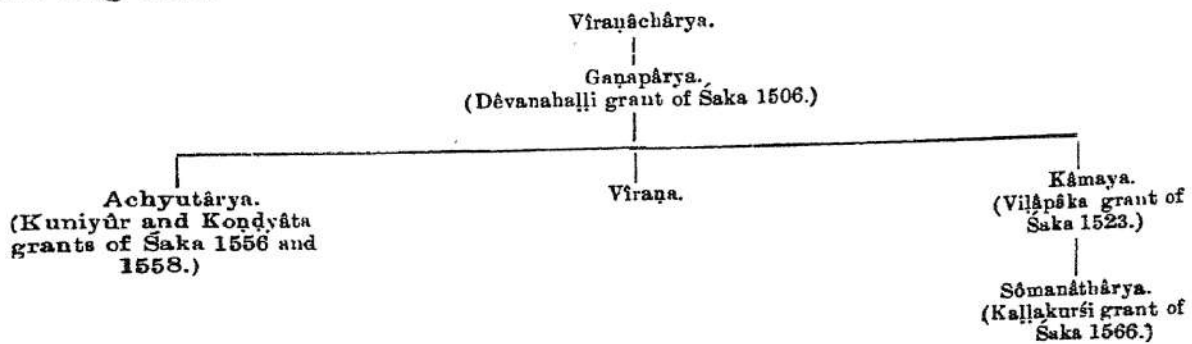 Vîraṇâchârya.
Gaṇapârya.
(Dêvanahaḷḷi grant of Śaka 1506.)
Achyutârya.
(Kuniyûr and Koṇḍyâta
grants of Śaka 1556 and
1558.)
Vîraṇa.
Kâmaya.
(Viḷâpâka grant of
Śaka 1523.)
Sômanâthârya.
(Kaḷḷakurśi grant of
Śaka 1566.)